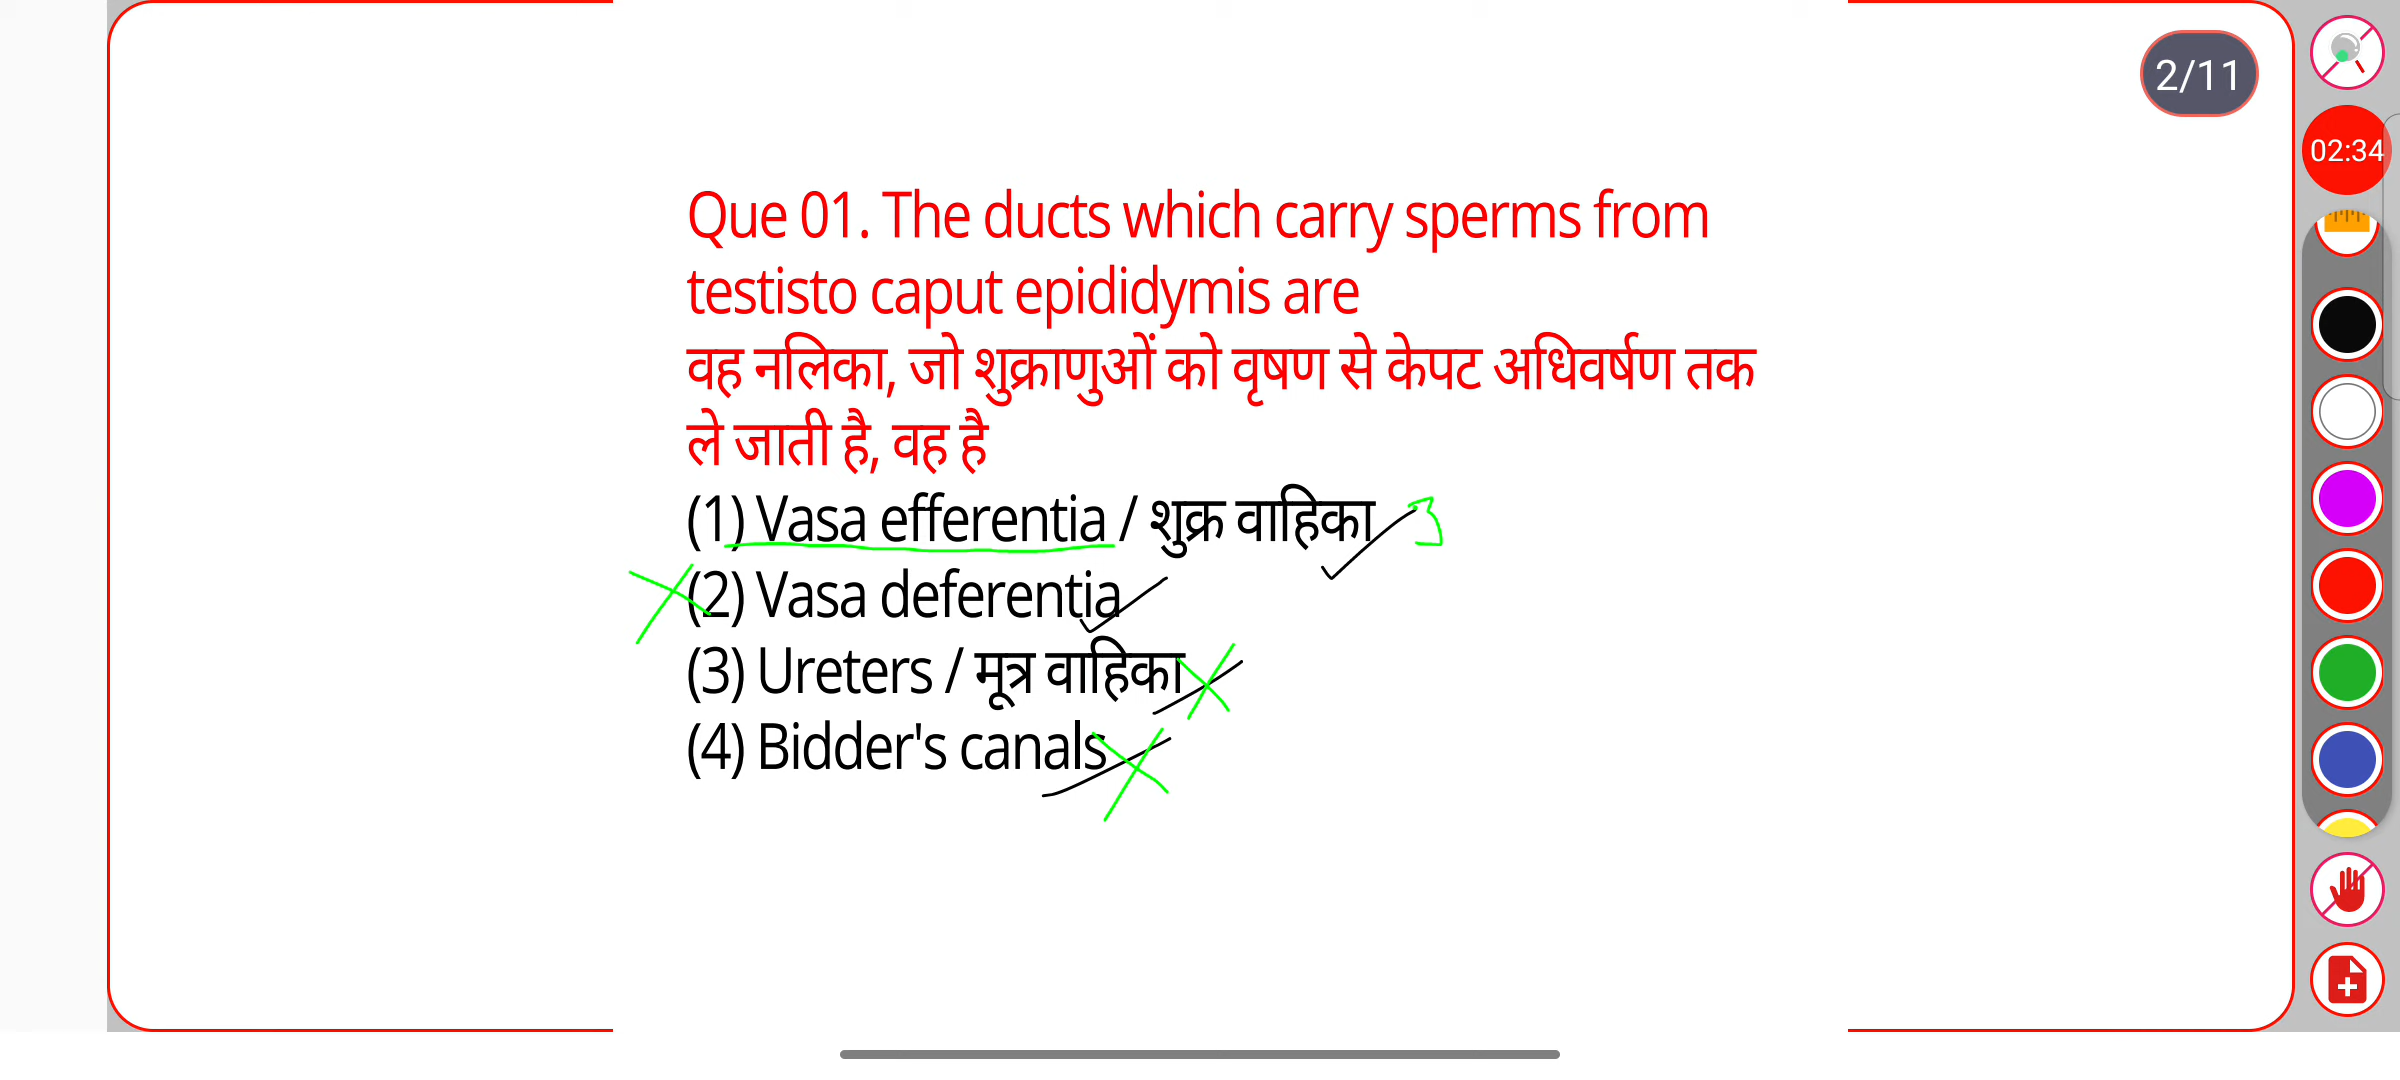 2/11
02:34
Que 01. The ducts which carry sperms from
testisto caput epididymis are
वह नलिका, जो शुक्राणुओं को वृषण से केपट अधिवर्षण तक
ले जाती है, वह है
(1) Vasa efferentia / शुक्र वाहिका
(2) Vasa deferentia
(3) Ureters / मूत्र वाहिका
(4) Bidder's canals